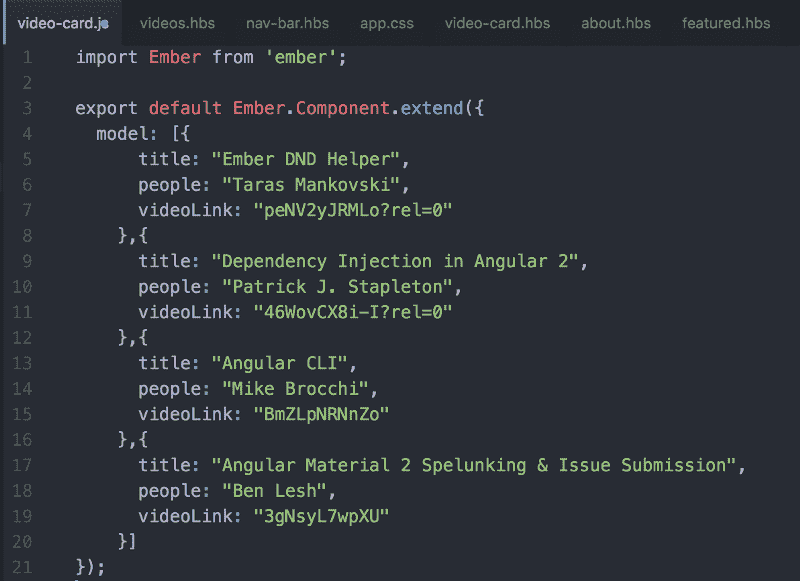 video-card.js videos.hbs nav-bar.hbs app.css video-card.hbs about.hbs featured.hbs
1 import Ember from 'ember';
2
3 export default Ember.Component.extend({
4 model: [{
5 title: "Ember DND Helper",
6 people: "Taras Mankovski",
7 videoLink: "peNV2yJRMLo?rel=0"
8 },{
9 title: "Dependency Injection in Angular 2",
10 people: "Patrick J. Stapleton",
11 videoLink: "46WovCX8i-I?rel=0"
12 },{
13 title: "Angular CLI",
14 people: "Mike Brocchi",
15 videoLink: "BmZLpNRNnZo"
16 },{
17 title: "Angular Material 2 Spelunking & Issue Submission",
18 people: "Ben Lesh",
19 videoLink: "3gNsyL7wpXU"
20 }]
21 });